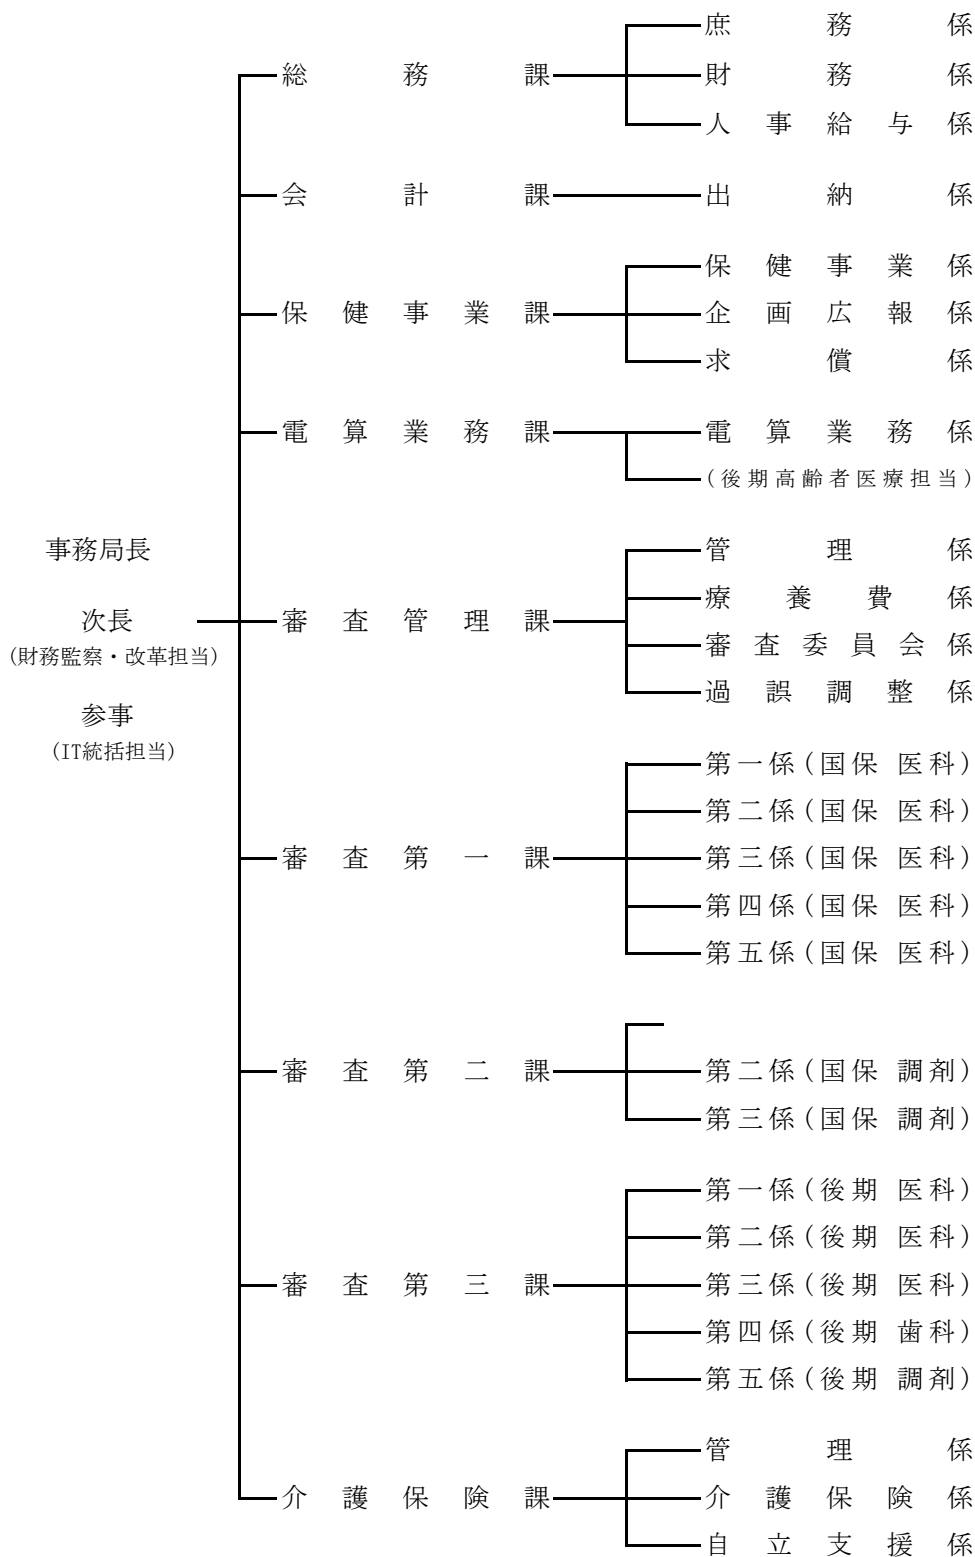 事務局長
次長
(財務監察・改革担当)
参事
(IT統括担当)
総務課
庶務係
財務係
人事給与係
会計課
出納係
保健事業課
保健事業係
企画広報係
求償係
電算業務課
電算業務係
(後期高齢者医療担当)
審査管理課
管理係
療養費係
審査委員会係
過誤調整係
審査第一課
第一係(国保 医科)
第二係(国保 医科)
第三係(国保 医科)
第四係(国保 医科)
第五係(国保 医科)
審査第二課
第二係(国保 調剤)
第三係(国保 調剤)
審査第三課
第一係(後期 医科)
第二係(後期 医科)
第三係(後期 医科)
第四係(後期 歯科)
第五係(後期 調剤)
介護保険課
管理係
介護保険係
自立支援係